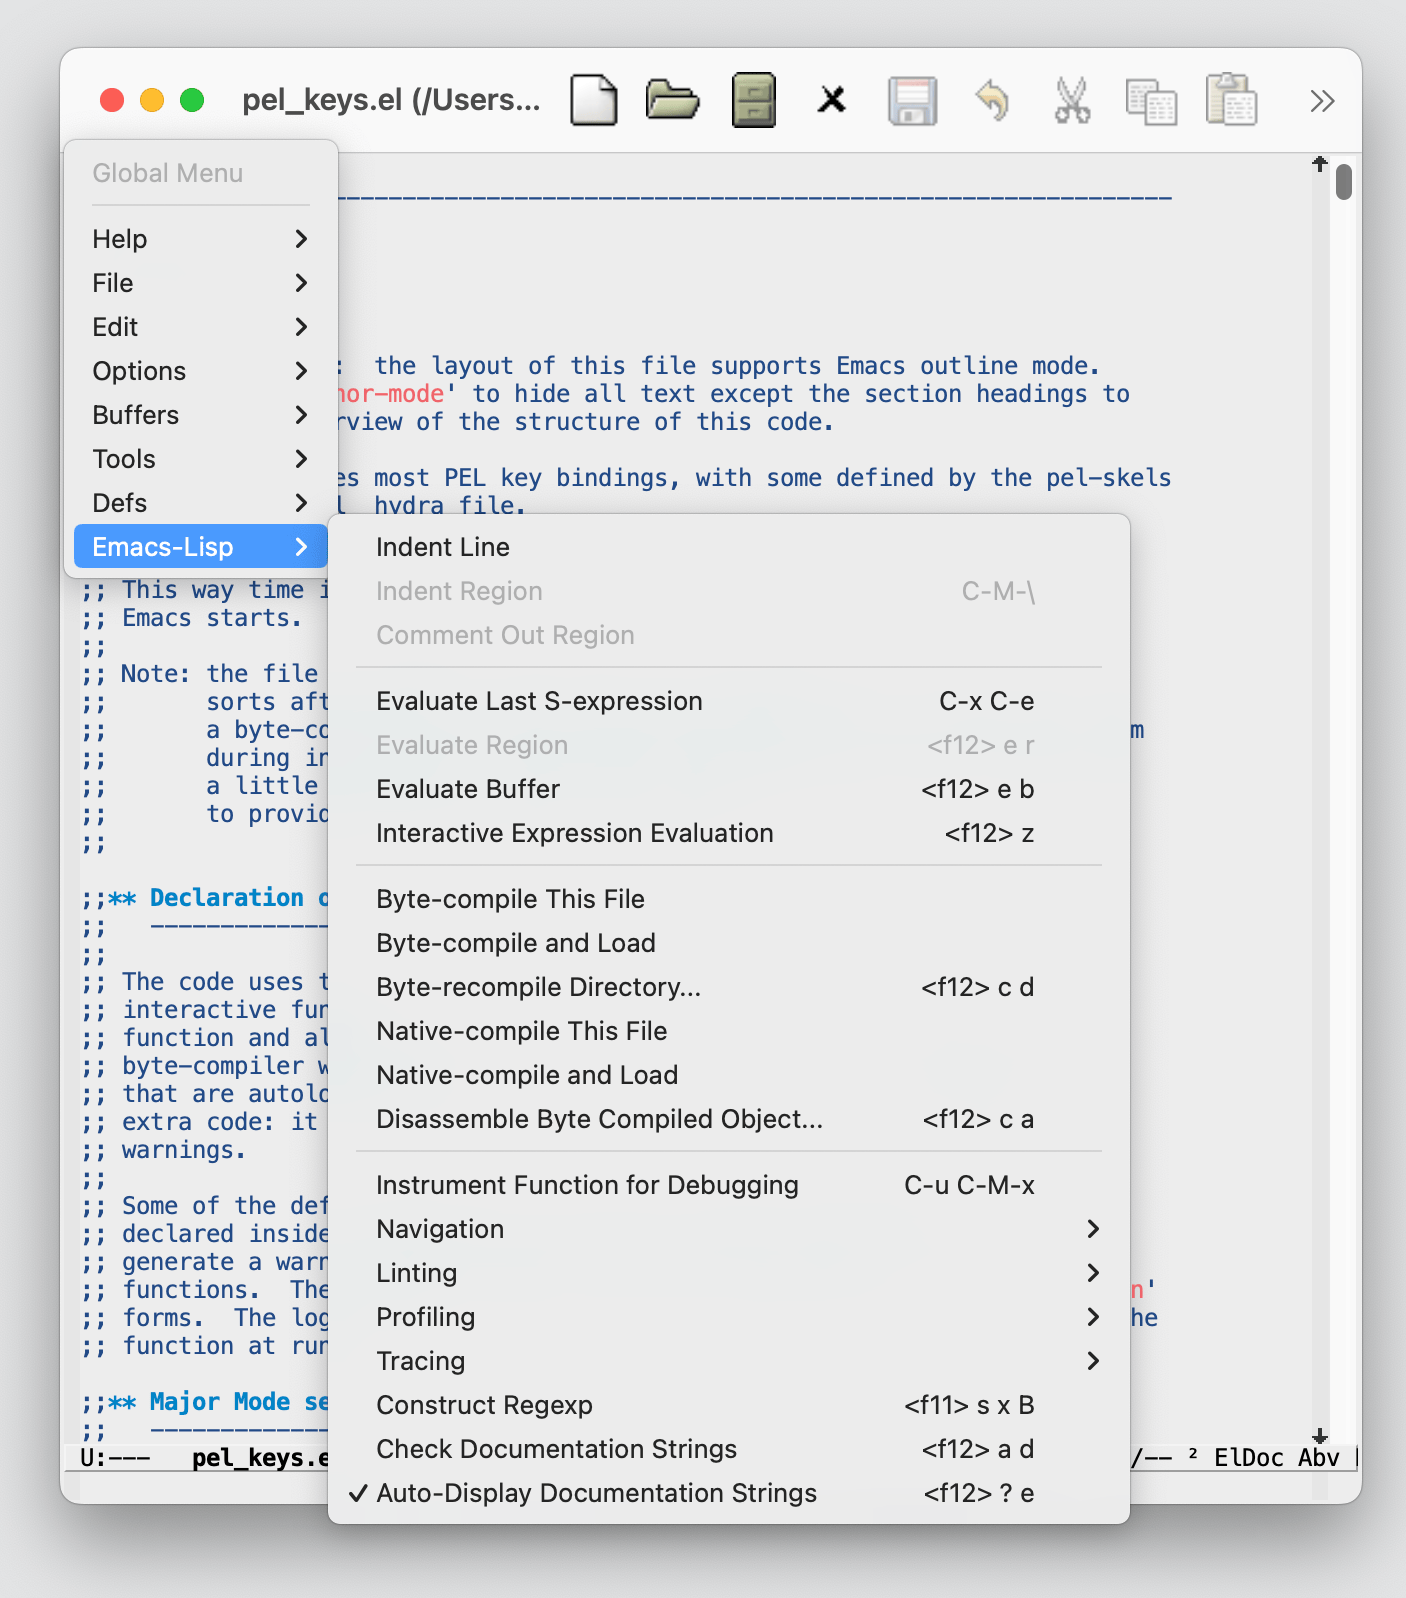 pel_keys.el (/Users...
Global Menu
Help
File
Edit
Options
Buffers
Tools
Defs
Emacs-Lisp
: the layout of this file supports Emacs outline mode.
nor-mode' to hide all text except the section headings to
rview of the structure of this code.
es most PEL key bindings, with some defined by the pel-skels
hydra file.
;; This way time i
;; Emacs starts.
;;
;; Note: the file
;; sorts aft
;; a byte-co m
;; during in
;; a little
;; to provid
;;
;;** Declaration o
;; -------------
;;
;; The code uses t
;; interactive fun
;; function and al
;; byte-compiler w
;; that are autolo
;; extra code: it
;; warnings.
;;
;; Some of the def
;; declared inside
;; generate a warn
;; functions. The n'
;; forms. The log he
;; function at run
;;** Major Mode se
;; -------------
U:--- pel_keys.e /-- ² ElDoc Abv
Indent Line
Indent Region C-M-\
Comment Out Region
Evaluate Last S-expression C-x C-e
Evaluate Region <f12> e r
Evaluate Buffer <f12> e b
Interactive Expression Evaluation <f12> z
Byte-compile This File
Byte-compile and Load
Byte-recompile Directory... <f12> c d
Native-compile This File
Native-compile and Load
Disassemble Byte Compiled Object... <f12> c a
Instrument Function for Debugging C-u C-M-x
Navigation
Linting
Profiling
Tracing
Construct Regexp <f11> s x B
Check Documentation Strings <f12> a d
✓ Auto-Display Documentation Strings <f12> ? e